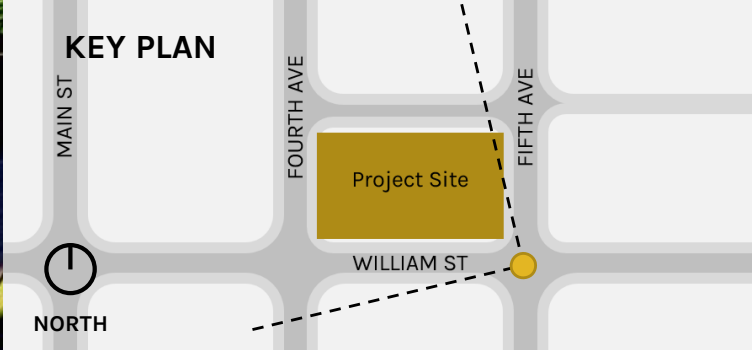 KEY PLAN
MAIN ST
FOURTH AVE
FIFTH AVE
Project Site
WILLIAM ST
NORTH